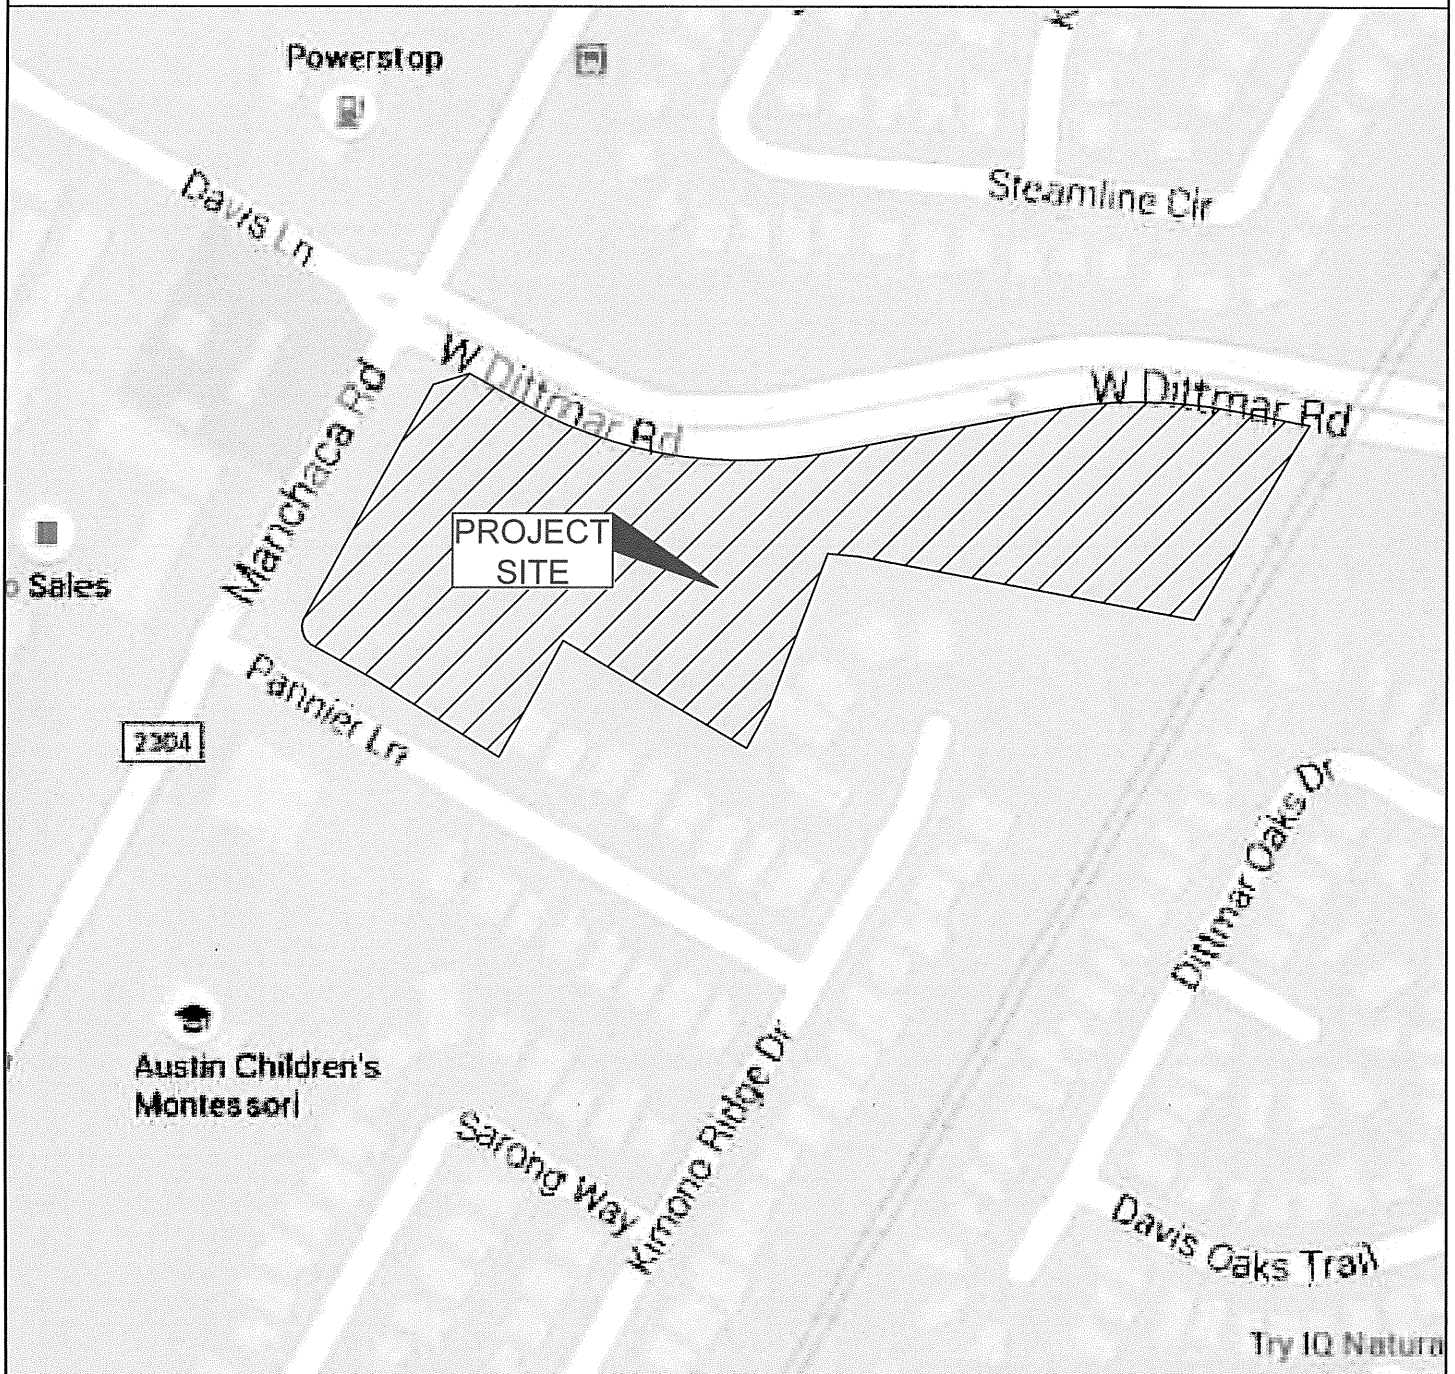 Powerstop
Davis Ln
Steamline Cir
W Dittmar Rd
W Dittmar Rd
Manchaca Rd
PROJECT
SITE
Sales
Pannier Ln
2304
Dittmar Oaks Dr
Austin Children's
Montessori
Sarong Way
Kimono Ridge Dr
Davis Oaks Trail
Try IQ Natura